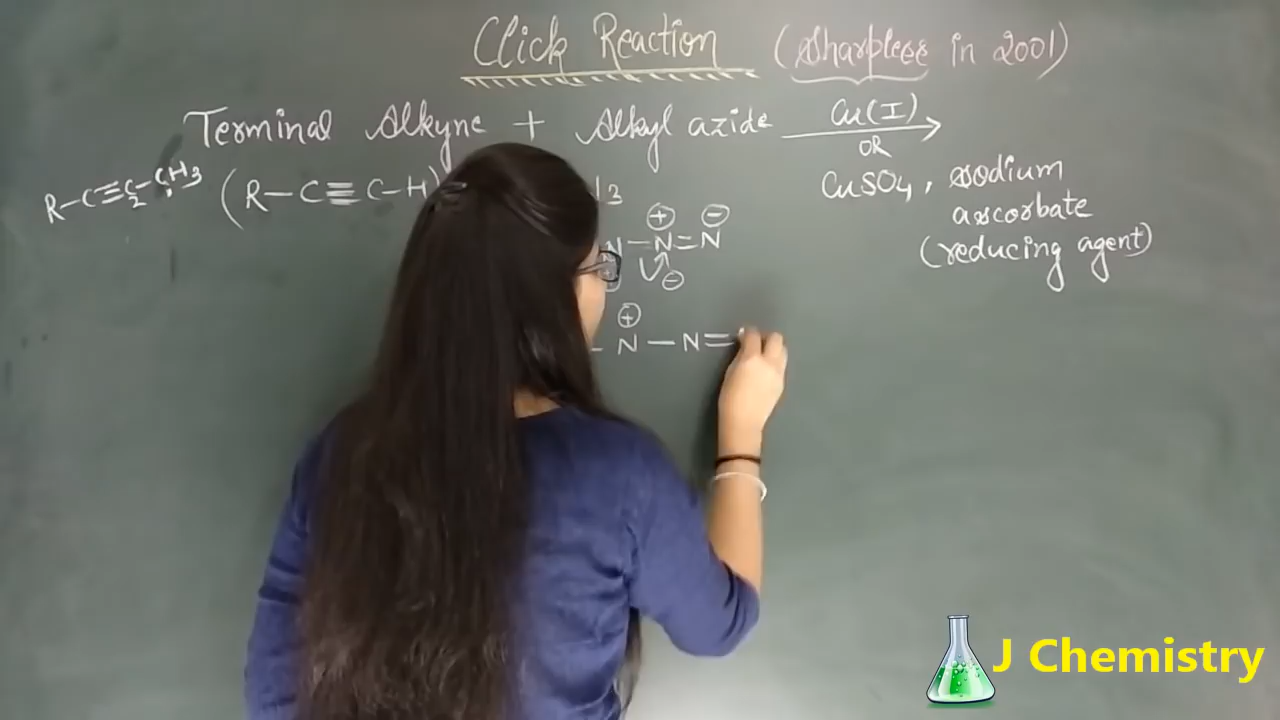 Click Reaction (Sharpless in 2001)
Terminal Alkyne + Alkyl azide Cu(I)
OR
R-C≡C-CH3 (R-C≡C-H) CuSO4, sodium
ascorbate
(reducing agent)
⊕ ⊖
N-N=N
⊖
⊕
N-N=
J Chemistry